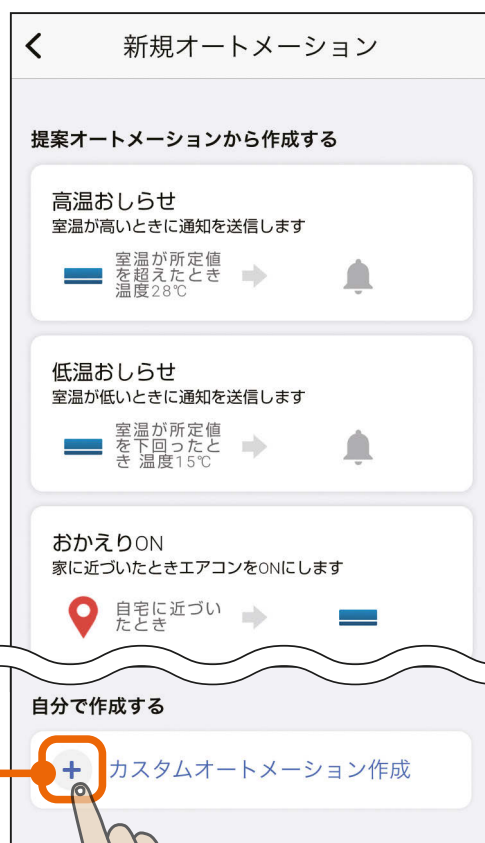 新規オートメーション
提案オートメーションから作成する
高温おしらせ
室温が高いときに通知を送信します
室温が所定値
を超えたとき
温度28℃
低温おしらせ
室温が低いときに通知を送信します
室温が所定値
を下回ったと
き 温度15℃
おかえりON
家に近づいたときエアコンをONにします
自宅に近づい
たとき
自分で作成する
+ カスタムオートメーション作成